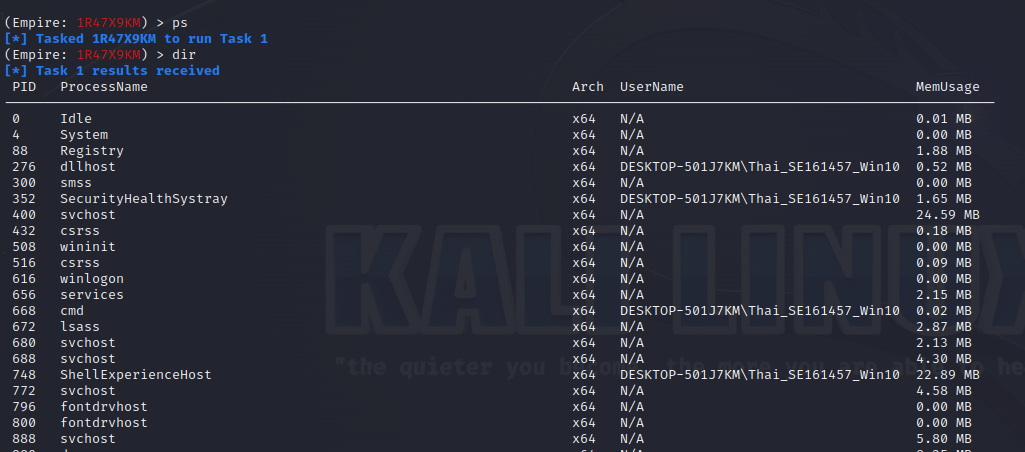 (Empire: 1R47X9KM) > ps
[*] Tasked 1R47X9KM to run Task 1
(Empire: 1R47X9KM) > dir
[*] Task 1 results received
PID ProcessName Arch UserName MemUsage
0 Idle x64 N/A 0.01 MB
4 System x64 N/A 0.00 MB
88 Registry x64 N/A 1.88 MB
276 dllhost x64 DESKTOP-501J7KM\Thai_SE161457_Win10 0.52 MB
300 smss x64 N/A 0.00 MB
352 SecurityHealthSystray x64 DESKTOP-501J7KM\Thai_SE161457_Win10 1.65 MB
400 svchost x64 N/A 24.59 MB
432 csrss x64 N/A 0.18 MB
508 wininit x64 N/A 0.00 MB
516 csrss x64 N/A 0.09 MB
616 winlogon x64 N/A 0.00 MB
656 services x64 N/A 2.15 MB
668 cmd x64 DESKTOP-501J7KM\Thai_SE161457_Win10 0.02 MB
672 lsass x64 N/A 2.87 MB
680 svchost x64 N/A 2.13 MB
688 svchost x64 N/A 4.30 MB
748 ShellExperienceHost x64 DESKTOP-501J7KM\Thai_SE161457_Win10 22.89 MB
772 svchost x64 N/A 4.58 MB
796 fontdrvhost x64 N/A 0.00 MB
800 fontdrvhost x64 N/A 0.00 MB
888 svchost x64 N/A 5.80 MB
KALI LINUX
"the quieter you become, the more you are able to he